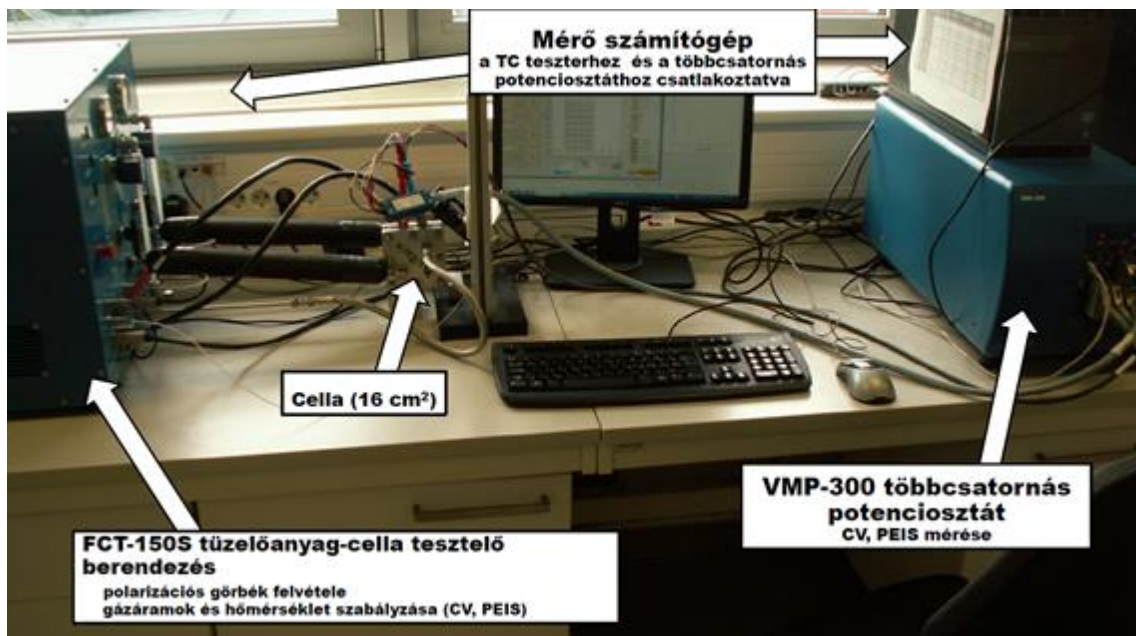 Mérő számítógép
a TC teszterhez és a többcsatornás
potenciosztáthoz csatlakoztatva
Cella (16 cm²)
VMP-300 többcsatornás
potenciosztát
CV, PEIS mérése
FCT-150S tüzelőanyag-cella tesztelő
berendezés
polarizációs görbék felvétele
gázáramok és hőmérséklet szabályzása (CV, PEIS)